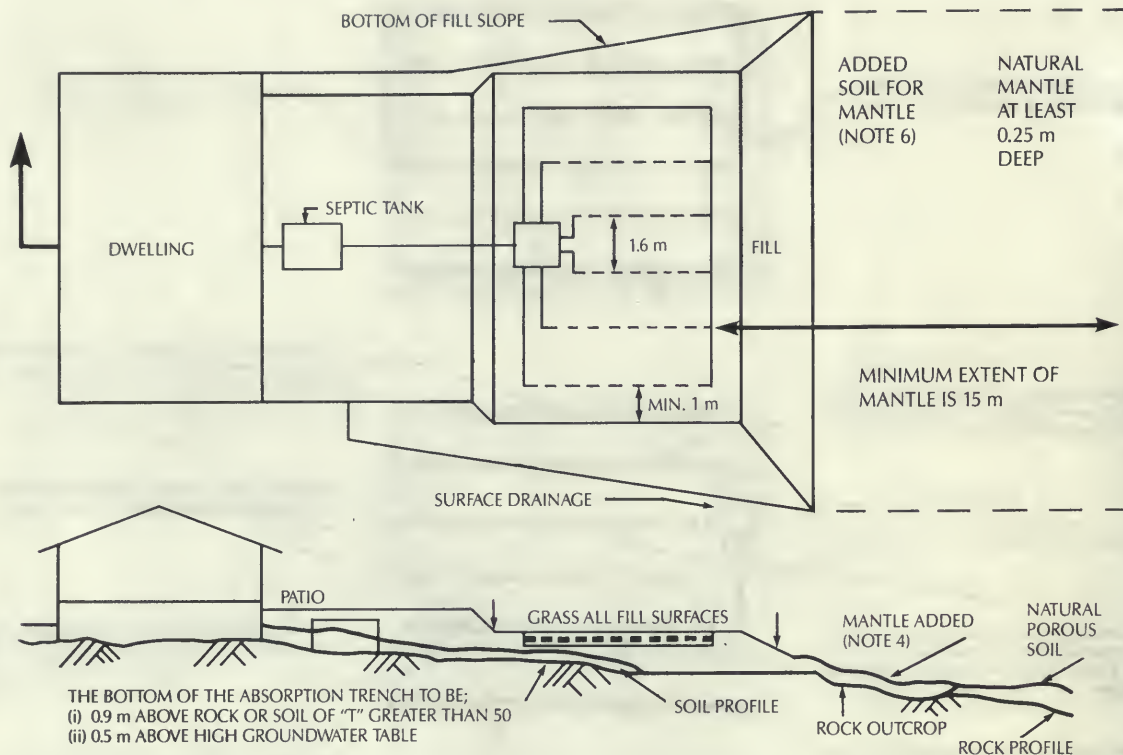 BOTTOM OF FILL SLOPE
ADDED
SOIL FOR
MANTLE
(NOTE 6)
NATURAL
MANTLE
AT LEAST
0.25 m
DEEP
SEPTIC TANK
DWELLING
1.6 m
FILL
MINIMUM EXTENT OF
MANTLE IS 15 m
MIN. 1 m
SURFACE DRAINAGE
PATIO
GRASS ALL FILL SURFACES
MANTLE ADDED
(NOTE 4)
NATURAL
POROUS
SOIL
THE BOTTOM OF THE ABSORPTION TRENCH TO BE;
(i) 0.9 m ABOVE ROCK OR SOIL OF "T" GREATER THAN 50
(ii) 0.5 m ABOVE HIGH GROUNDWATER TABLE
SOIL PROFILE
ROCK OUTCROP
ROCK PROFILE